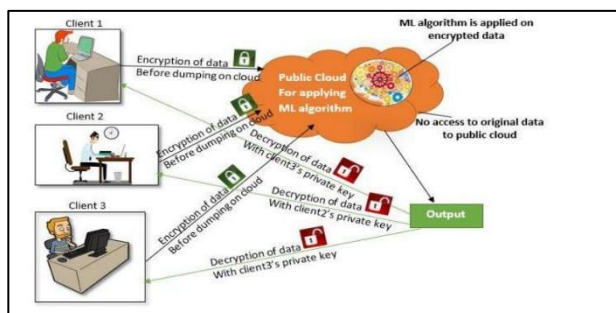 Client 1
Encryption of data
Before dumping on cloud
Public Cloud
For applying
ML algorithm
ML algorithm is applied on
encrypted data
No access to original data
to public cloud
Client 2
Encryption of data
Before dumping on cloud
Decryption of data
With client3's private key
Client 3
Encryption of data
Before dumping on cloud
Decryption of data
With client2's private key
Output
Decryption of data
With client3's private key